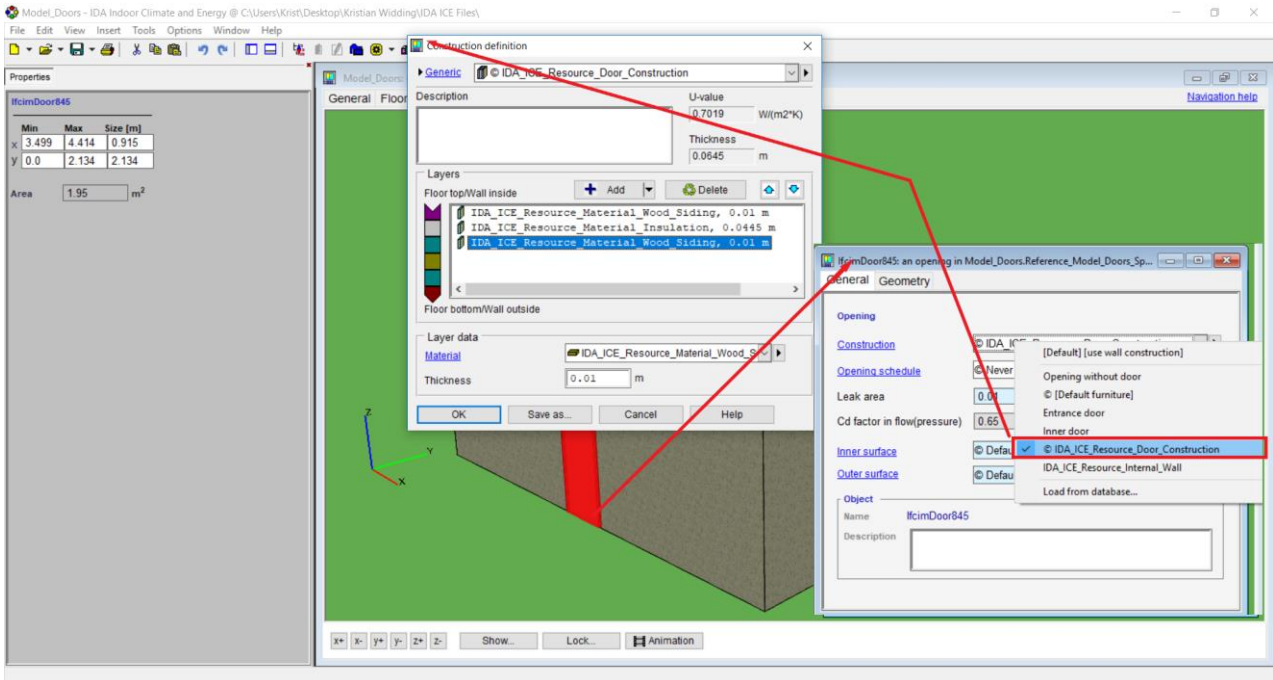 Model_Doors - IDA Indoor Climate and Energy @ C:\Users\Krist\Desktop\Kristian Widding\IDA ICE Files\
File Edit View Insert Tools Options Window Help
Properties
IfcimDoor845
Min Max Size [m]
x 3.499 4.414 0.915
y 0.0 2.134 2.134
Area 1.95 m²
Model_Doors:
General Floor
Navigation help
Construction definition
Generic © IDA_ICE_Resource_Door_Construction
Description
U-value
0.7019 W/(m2*K)
Thickness
0.0645 m
Layers
Floor top/Wall inside
Add Delete
IDA_ICE_Resource_Material_Wood_Siding, 0.01 m
IDA_ICE_Resource_Material_Insulation, 0.0445 m
IDA_ICE_Resource_Material_Wood_Siding, 0.01 m
Floor bottom/Wall outside
Layer data
Material IDA_ICE_Resource_Material_Wood_S
Thickness 0.01 m
OK Save as... Cancel Help
Z
Y
X
IfcimDoor845: an opening in Model_Doors.Reference_Model_Doors_Sp...
General Geometry
Opening
Construction
Opening schedule © Never
Leak area 0.01
Cd factor in flow(pressure) 0.65
Inner surface © Defau
Outer surface © Defau
Object
Name IfcimDoor845
Description
[Default] [use wall construction]
Opening without door
© [Default furniture]
Entrance door
Inner door
© IDA_ICE_Resource_Door_Construction
IDA_ICE_Resource_Internal_Wall
Load from database...
x+ x- y+ y- z+ z- Show... Lock... Animation